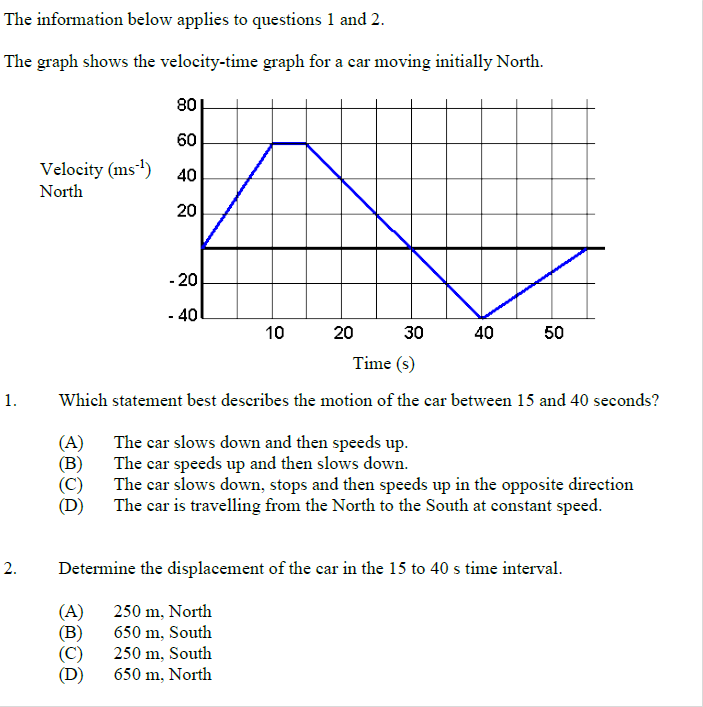 The information below applies to questions 1 and 2.
The graph shows the velocity-time graph for a car moving initially North.
80
60
Velocity (ms⁻¹)
40
North
20
- 20
- 40
10 20 30 40 50
Time (s)
1. Which statement best describes the motion of the car between 15 and 40 seconds?
(A) The car slows down and then speeds up.
(B) The car speeds up and then slows down.
(C) The car slows down, stops and then speeds up in the opposite direction
(D) The car is travelling from the North to the South at constant speed.
2. Determine the displacement of the car in the 15 to 40 s time interval.
(A) 250 m, North
(B) 650 m, South
(C) 250 m, South
(D) 650 m, North